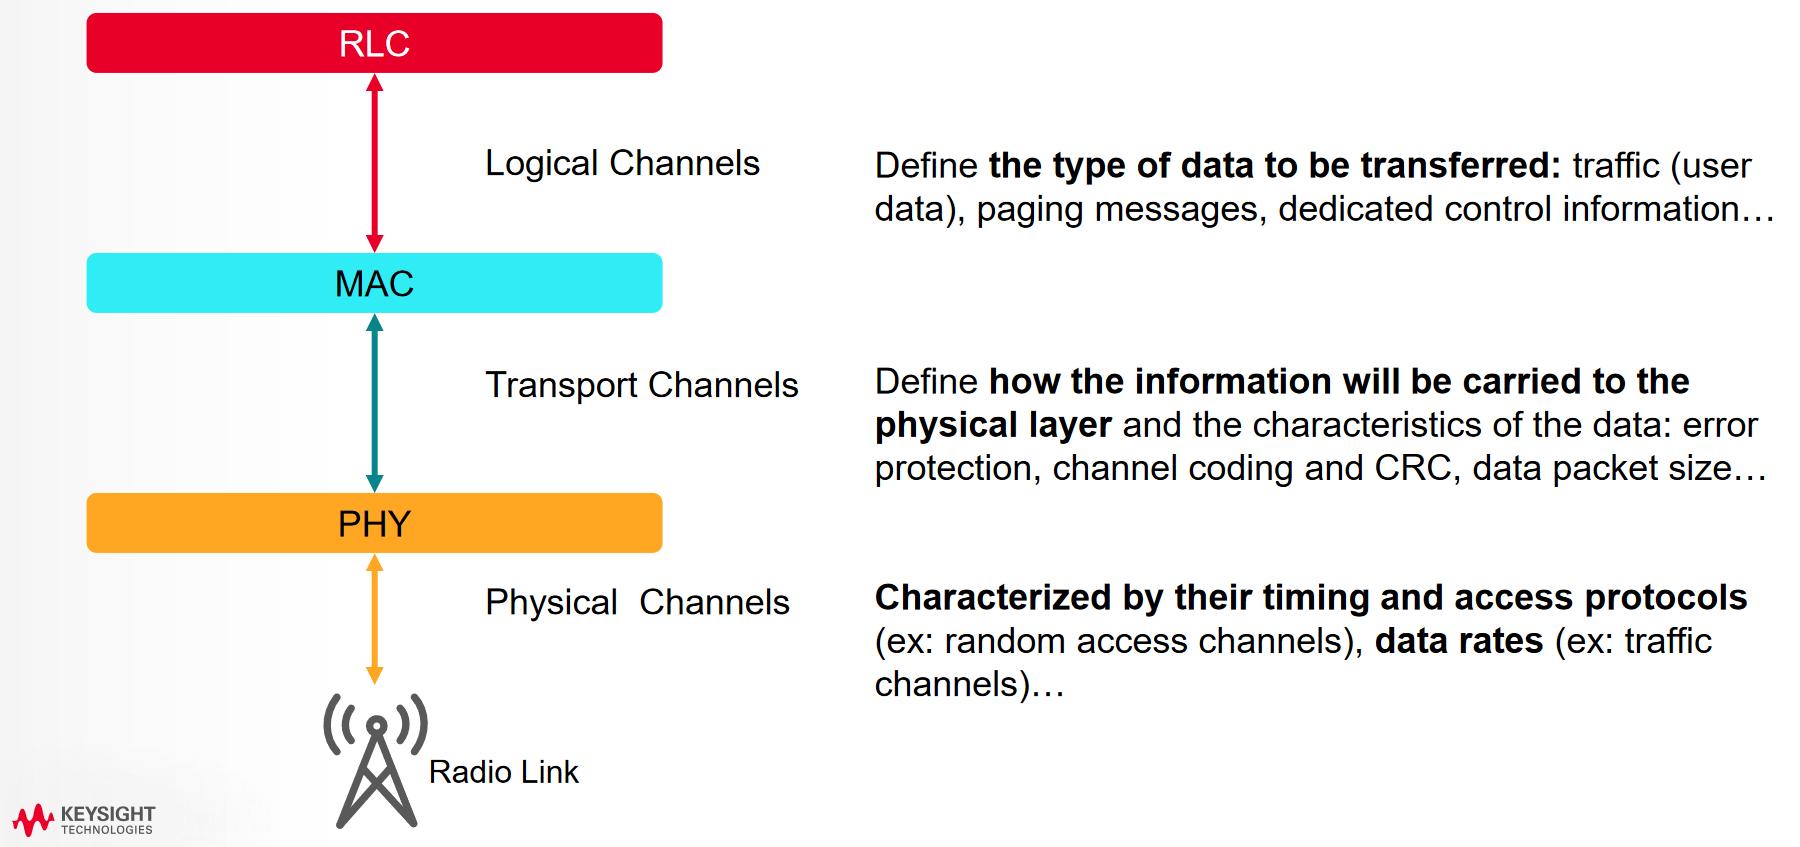 RLC
Logical Channels
Define the type of data to be transferred: traffic (user
data), paging messages, dedicated control information…
MAC
Transport Channels
Define how the information will be carried to the
physical layer and the characteristics of the data: error
protection, channel coding and CRC, data packet size…
PHY
Physical  Channels
Characterized by their timing and access protocols
(ex: random access channels), data rates (ex: traffic
channels)…
Radio Link
KEYSIGHT
TECHNOLOGIES